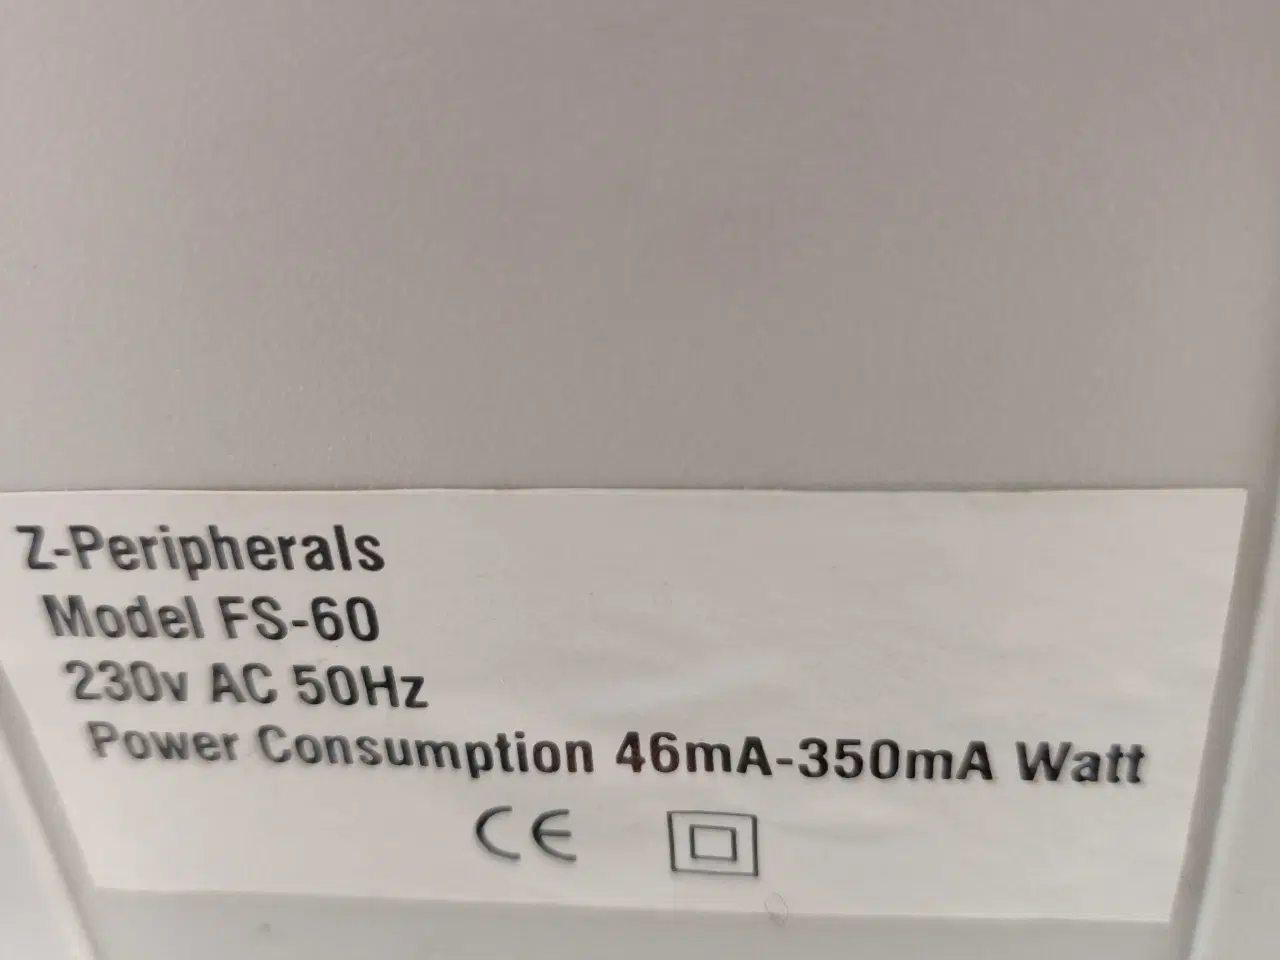 Z-Peripherals
Model FS-60
230v AC 50Hz
Power Consumption 46mA-350mA Watt
CE